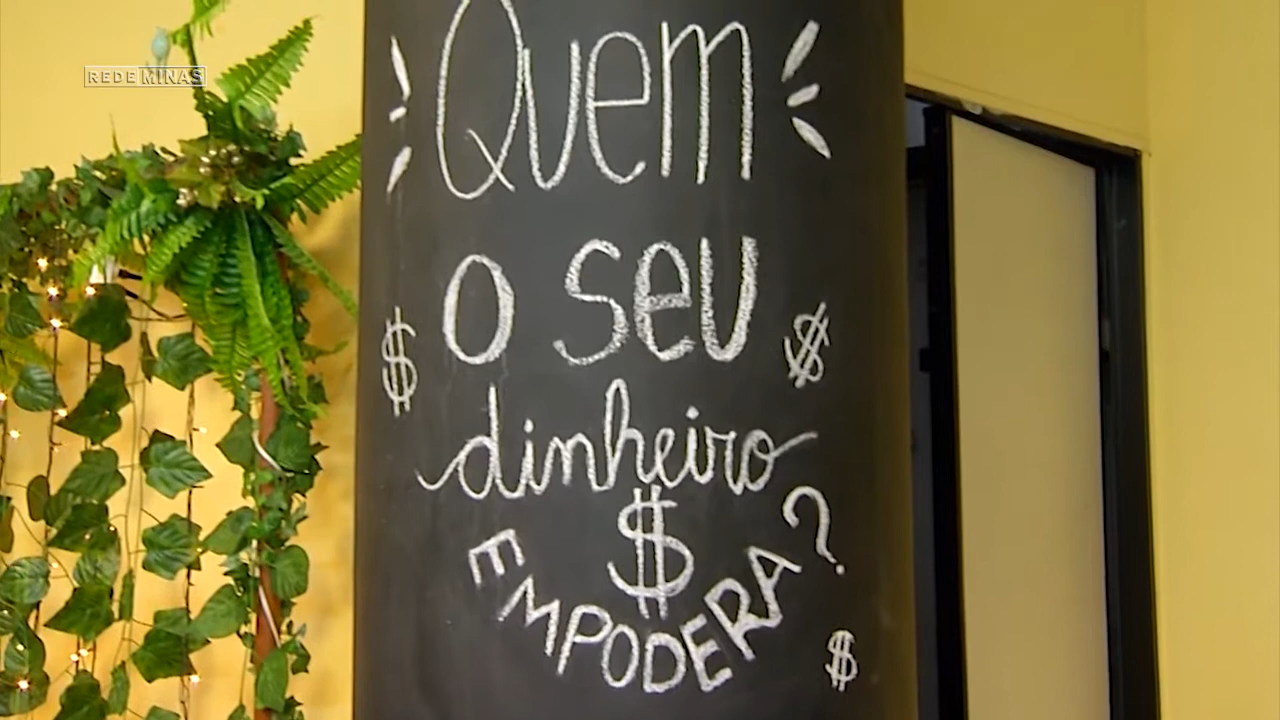 REDE MINAS
Quem
o seu
dinheiro
$ $
$
EMPODERA?
$